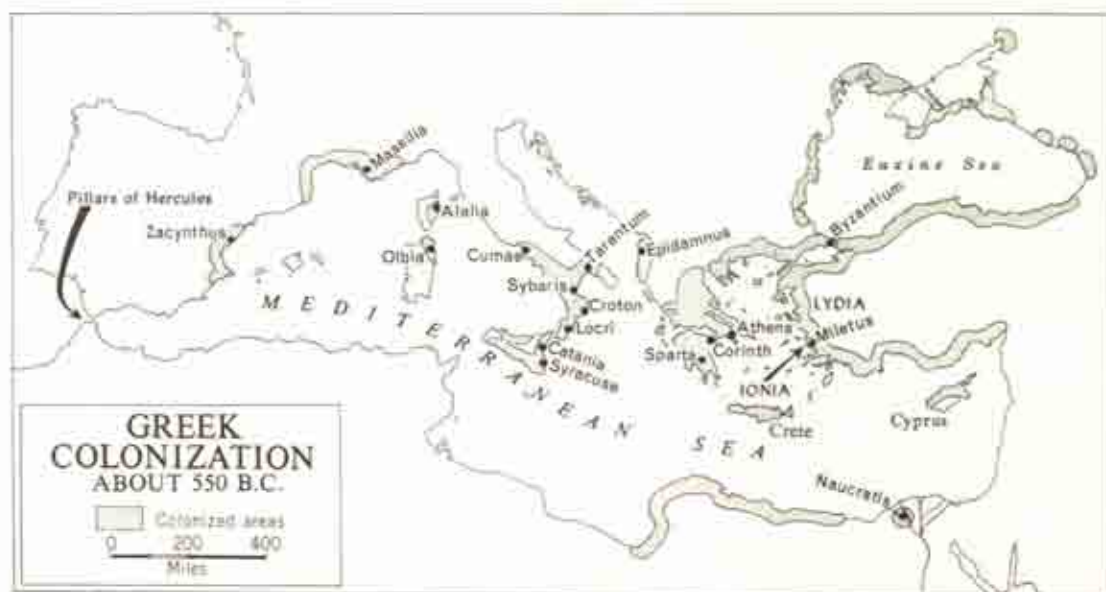 Massilia
Pillars of Hercules
Zacynthus
Alalia
Olbia
Cumae
Tarantum
Sybaris
Croton
Locri
Catania
Syracuse
Epidamnus
Byzantium
Euxine Sea
LYDIA
Miletus
Athens
Corinth
Sparta
IONIA
Crete
Cyprus
Naucratis
MEDITERRANEAN SEA
GREEK
COLONIZATION
ABOUT 550 B.C.
Colonized areas
0 200 400
Miles